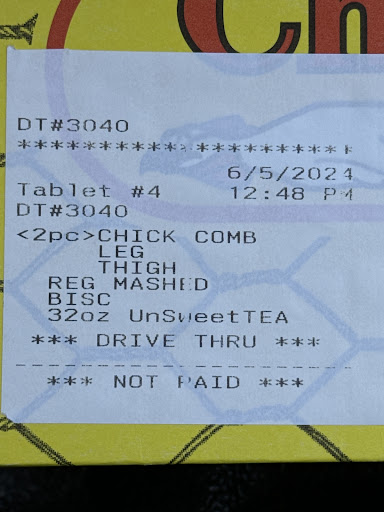 Ch
DT#3040
*************************
6/5/2024
Tablet #4 12:48 PM
DT#3040
<2pc>CHICK COMB
LEG
THIGH
REG MASHED
BISC
32oz UnSweetTEA
*** DRIVE THRU ***
--------------------------
*** NOT PAID ***